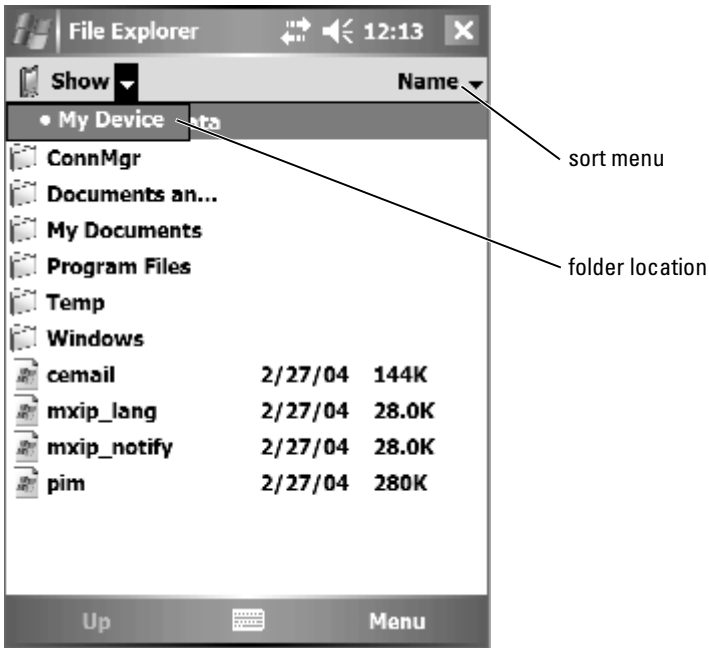 File Explorer 12:13
Show Name
My Device ata
ConnMgr
sort menu
Documents an...
My Documents
Program Files
folder location
Temp
Windows
cemail 2/27/04 144K
mxip_lang 2/27/04 28.0K
mxip_notify 2/27/04 28.0K
pim 2/27/04 280K
Up Menu